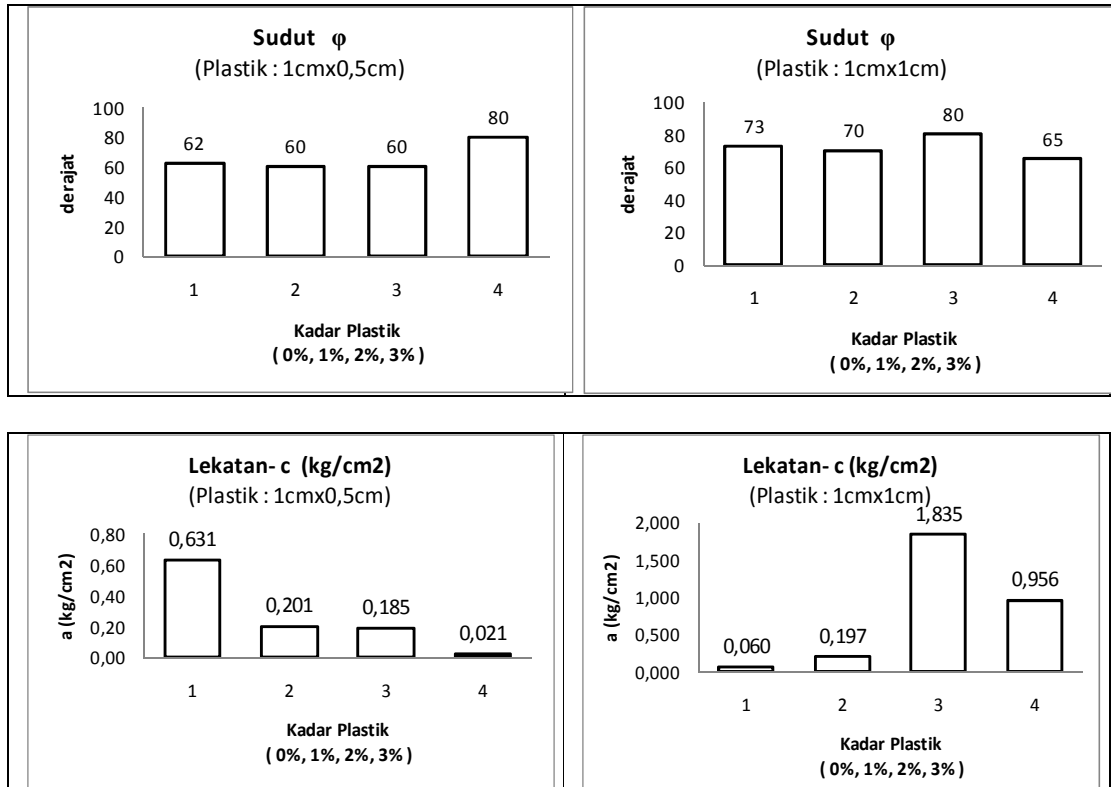 Sudut φ
(Plastik : 1cmx0,5cm)
derajat
100
80
60
40
20
0
62
60
60
80
1
2
3
4
Kadar Plastik
( 0%, 1%, 2%, 3% )
Sudut φ
(Plastik : 1cmx1cm)
derajat
100
80
60
40
20
0
73
70
80
65
1
2
3
4
Kadar Plastik
( 0%, 1%, 2%, 3% )
Lekatan- c (kg/cm2)
(Plastik : 1cmx0,5cm)
a (kg/cm2)
0,80
0,60
0,40
0,20
0,00
0,631
0,201
0,185
0,021
1
2
3
4
Kadar Plastik
( 0%, 1%, 2%, 3% )
Lekatan- c (kg/cm2)
(Plastik : 1cmx1cm)
a (kg/cm2)
2,000
1,500
1,000
0,500
0,000
0,060
0,197
1,835
0,956
1
2
3
4
Kadar Plastik
( 0%, 1%, 2%, 3% )